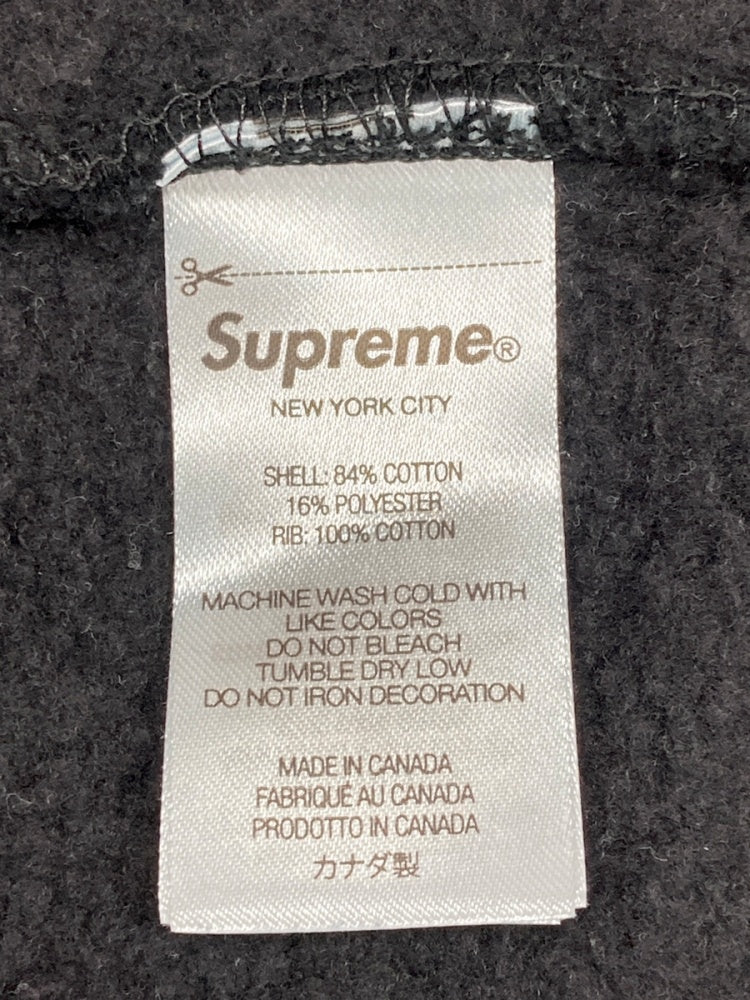 Supreme®
NEW YORK CITY
SHELL: 84% COTTON
16% POLYESTER
RIB: 100% COTTON
MACHINE WASH COLD WITH
LIKE COLORS
DO NOT BLEACH
TUMBLE DRY LOW
DO NOT IRON DECORATION
MADE IN CANADA
FABRIQUÉ AU CANADA
PRODOTTO IN CANADA
カナダ製